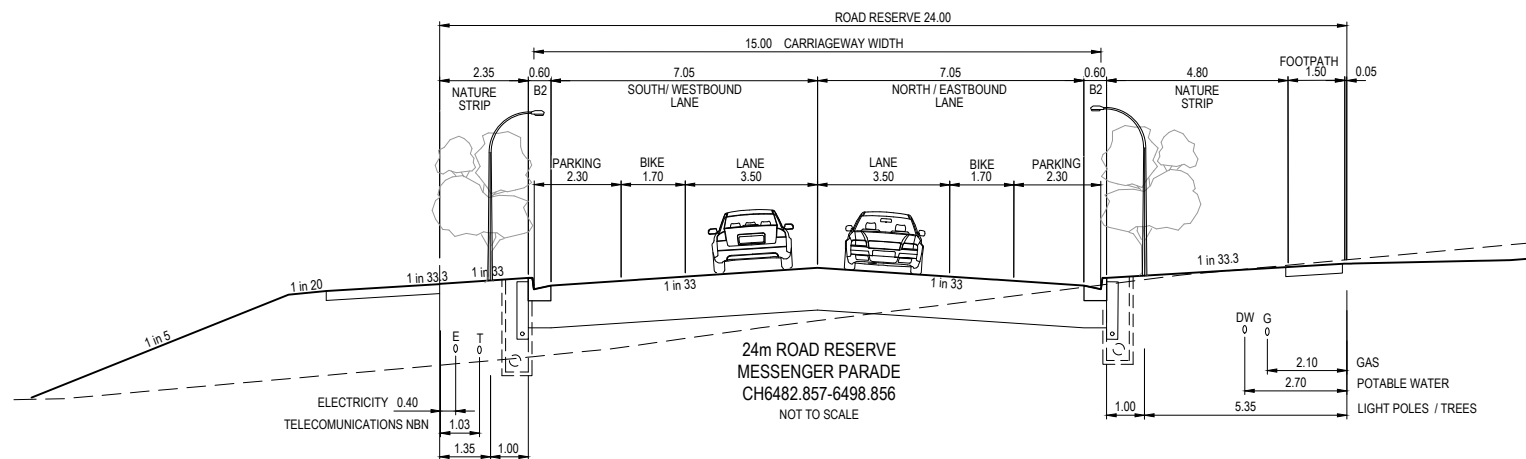 ROAD RESERVE 24.00
15.00 CARRIAGEWAY WIDTH
FOOTPATH
2.35 0.60 7.05 7.05 0.60 4.80 1.50 0.05
NATURE STRIP
B2
SOUTH/ WESTBOUND LANE
NORTH / EASTBOUND LANE
B2
NATURE STRIP
PARKING 2.30
BIKE 1.70
LANE 3.50
LANE 3.50
BIKE 1.70
PARKING 2.30
1 in 5
1 in 20
1 in 33.3
1 in 33
1 in 33
1 in 33
1 in 33.3
E T
DW G
24m ROAD RESERVE
MESSENGER PARADE
CH6482.857-6498.856
NOT TO SCALE
2.10 GAS
2.70 POTABLE WATER
1.00 5.35 LIGHT POLES / TREES
ELECTRICITY 0.40
TELECOMUNICATIONS NBN 1.03
1.35 1.00